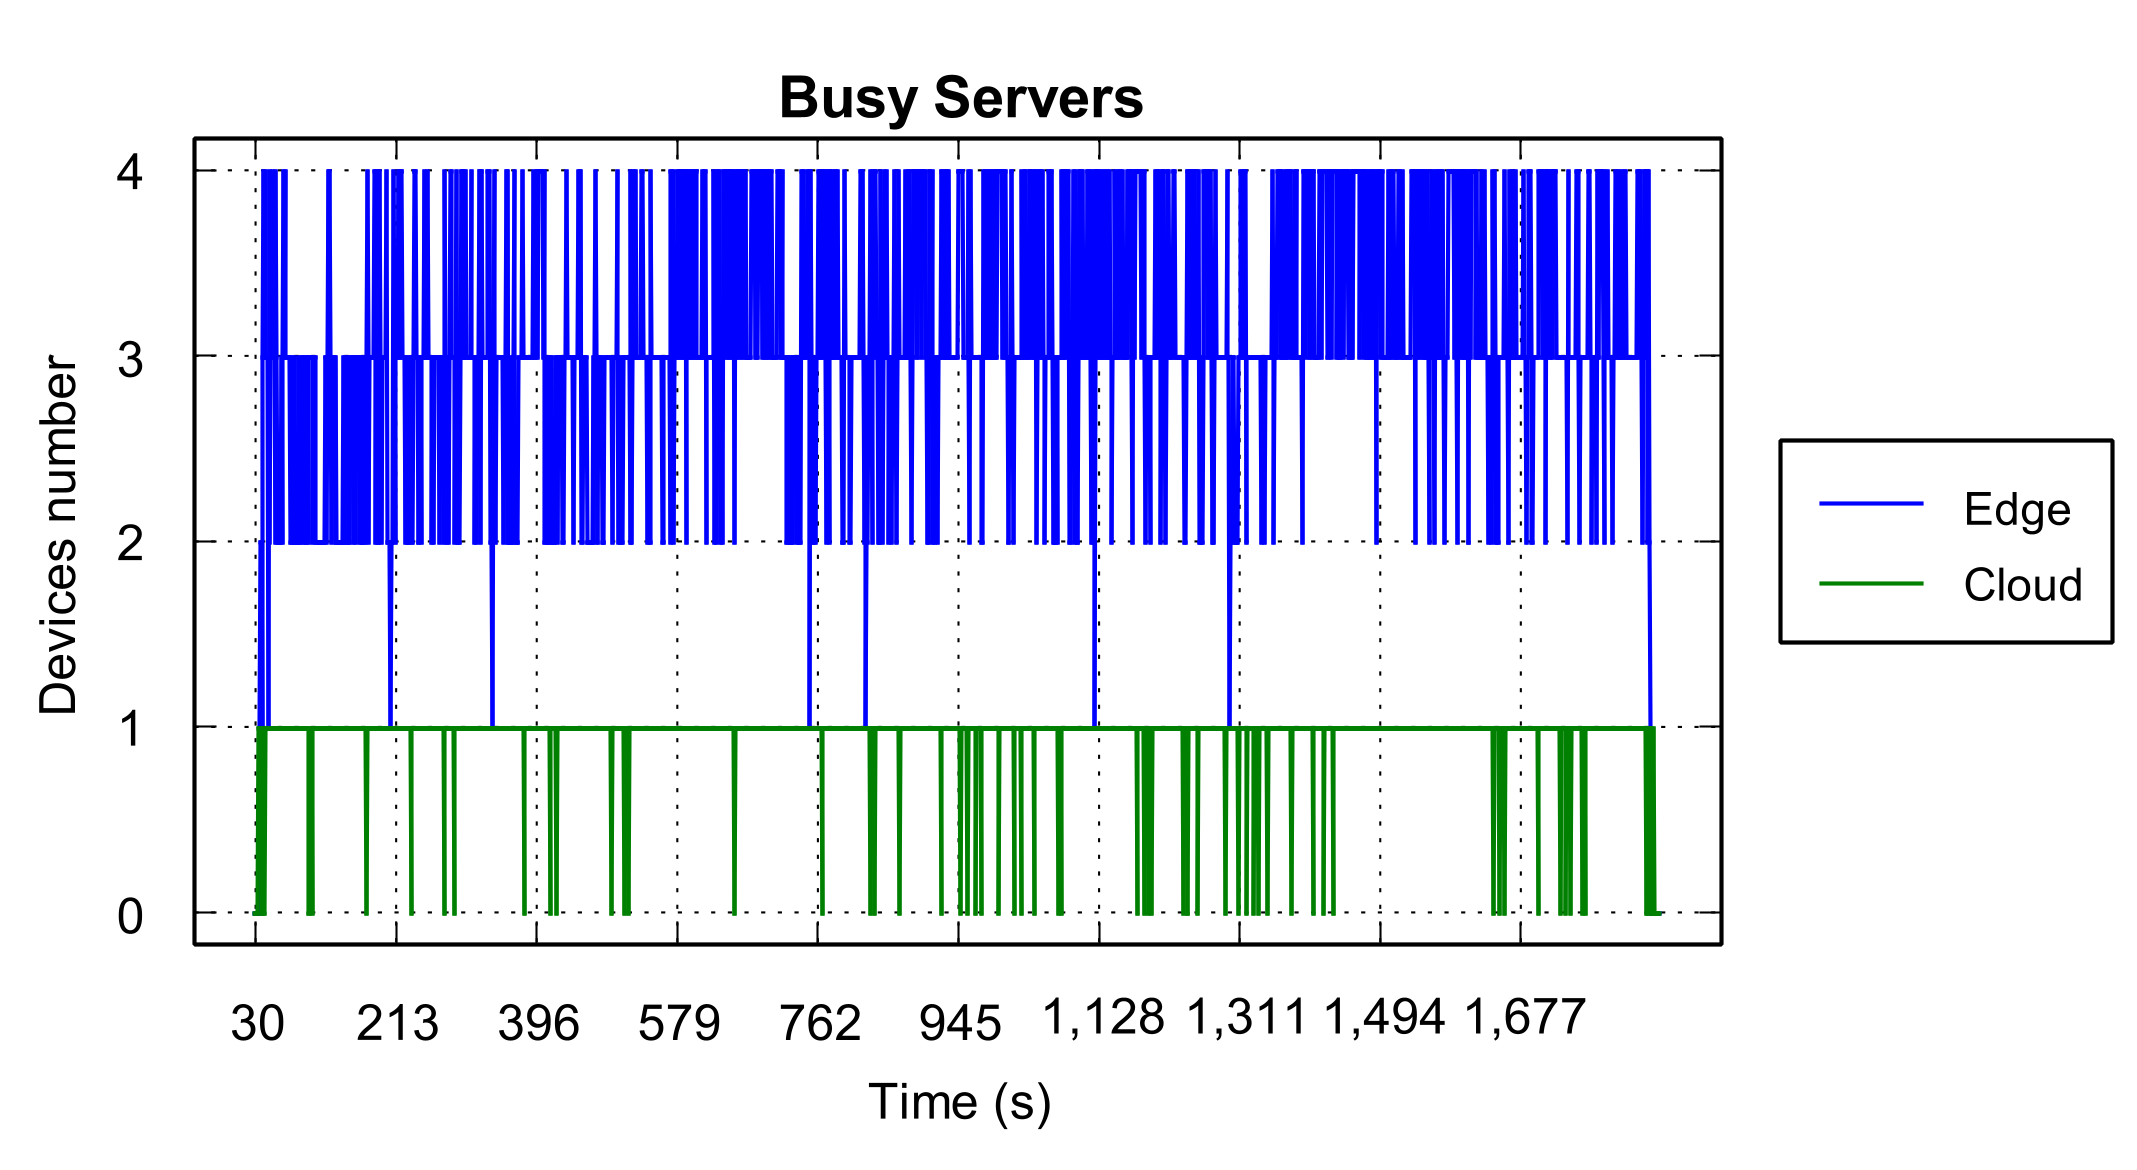 Busy Servers
4
3
2
1
0
Devices number
30 213 396 579 762 945 1,128 1,311 1,494 1,677
Time (s)
Edge
Cloud